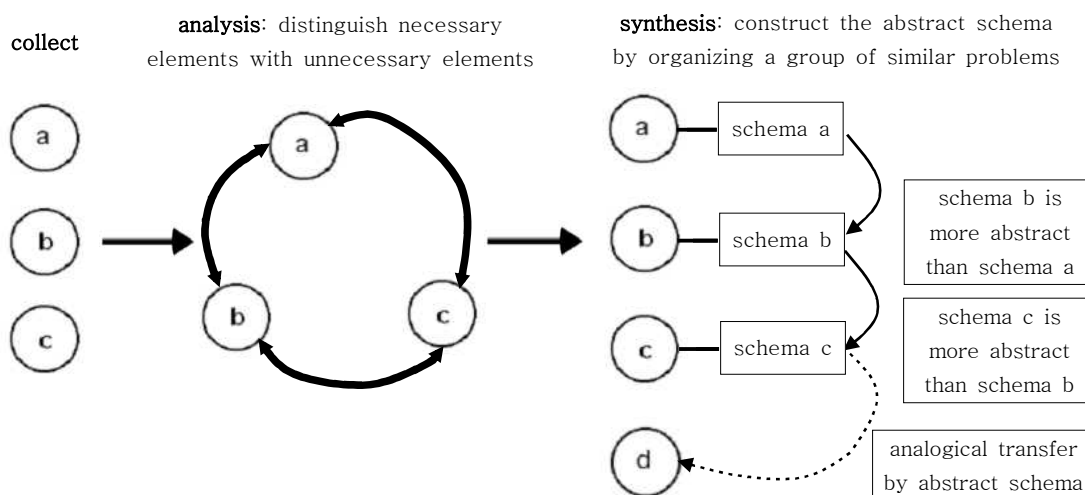 collect
analysis: distinguish necessary
elements with unnecessary elements
synthesis: construct the abstract schema
by organizing a group of similar problems
a
b
c
a
b
c
a
schema a
b
schema b
c
schema c
d
schema b is
more abstract
than schema a
schema c is
more abstract
than schema b
analogical transfer
by abstract schema